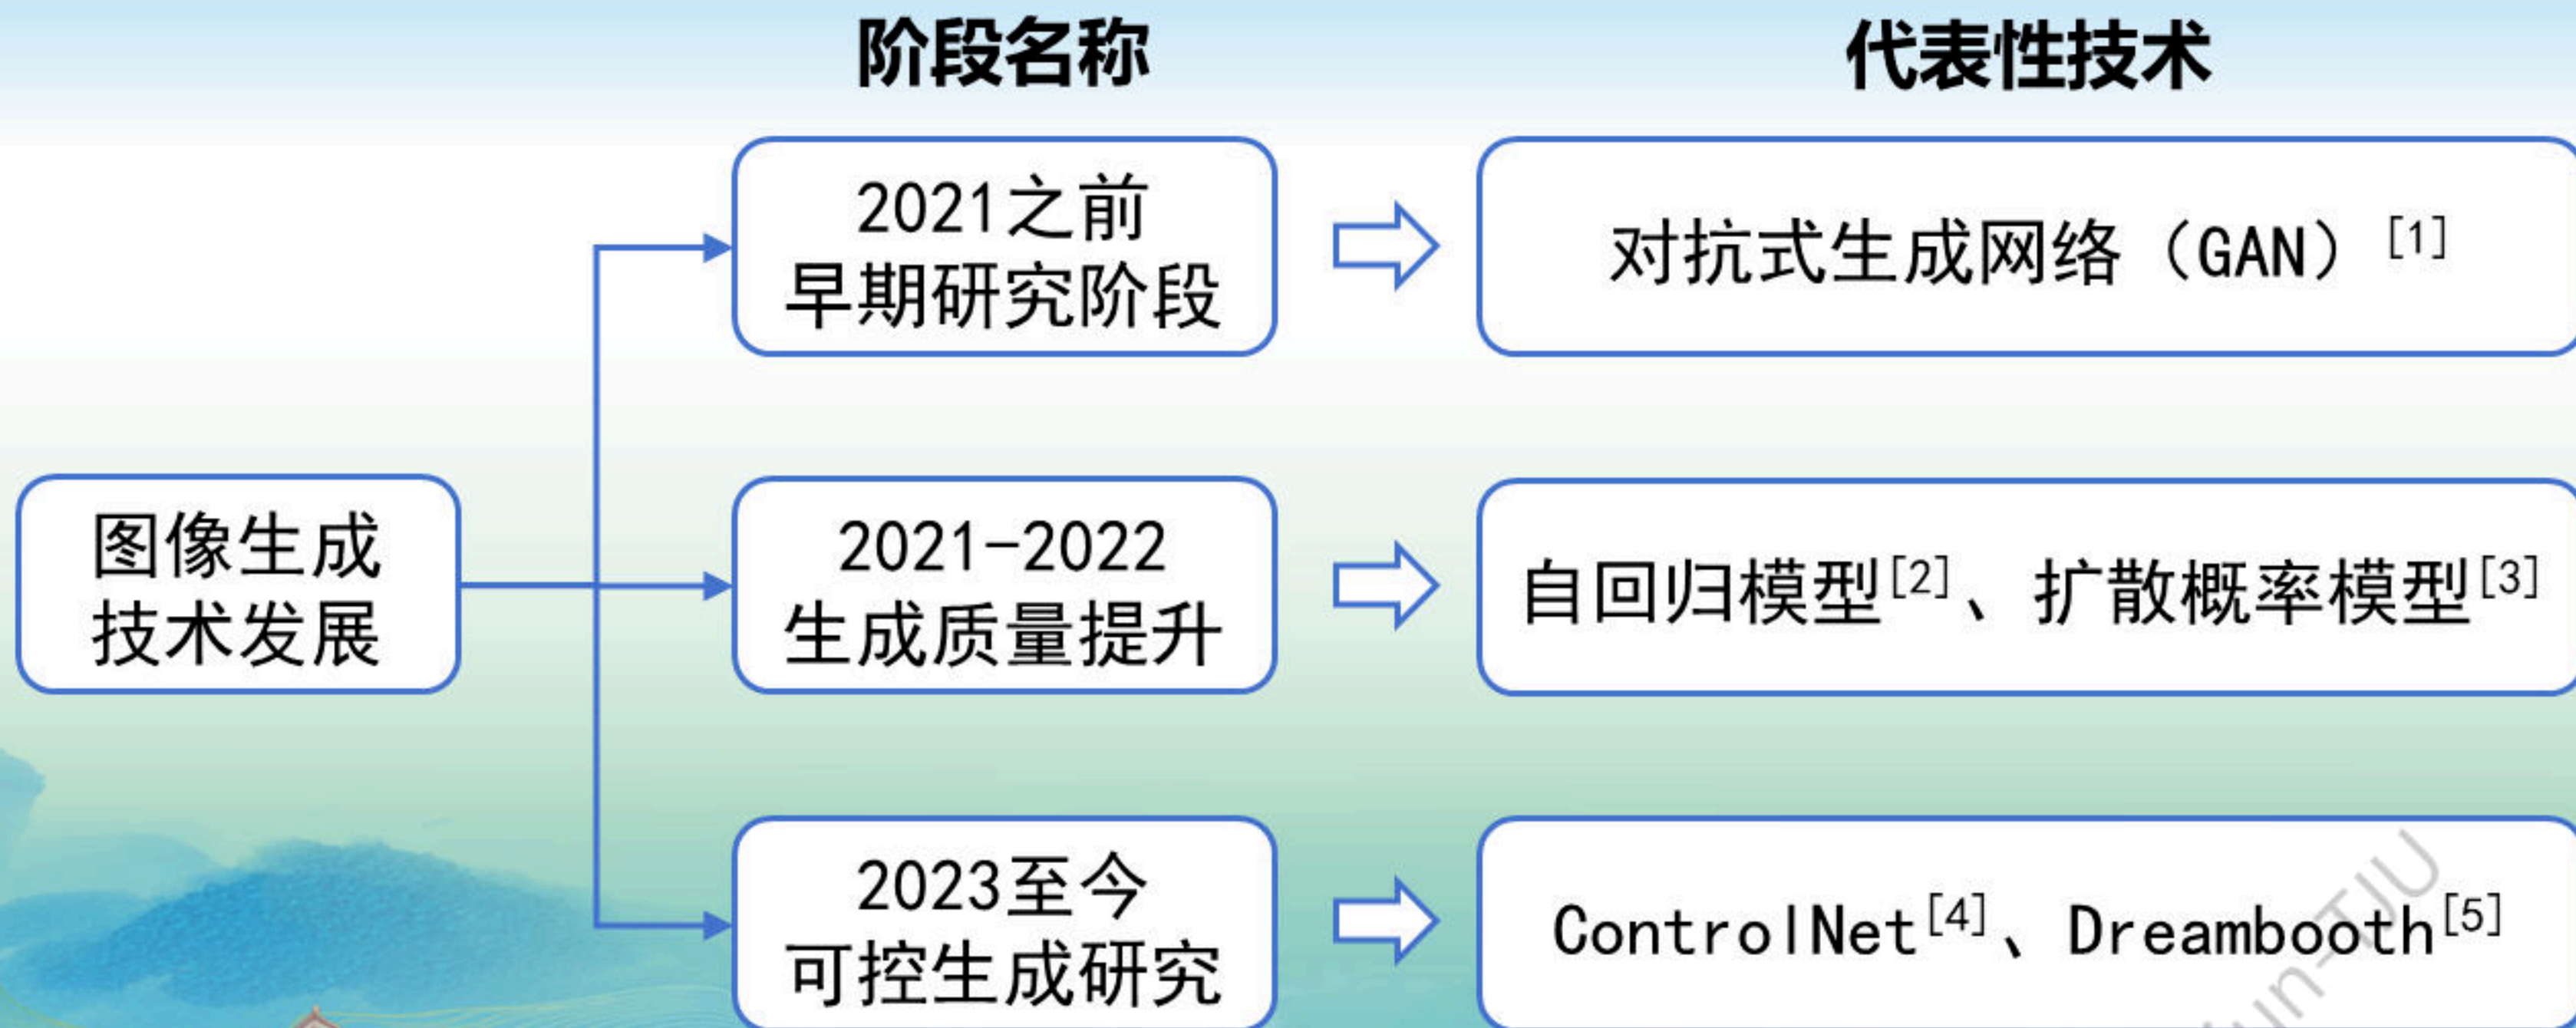 阶段名称
代表性技术
2021之前
早期研究阶段
对抗式生成网络（GAN）[1]
图像生成
技术发展
2021-2022
生成质量提升
自回归模型[2]、扩散概率模型[3]
2023至今
可控生成研究
ControlNet[4]、Dreambooth[5]